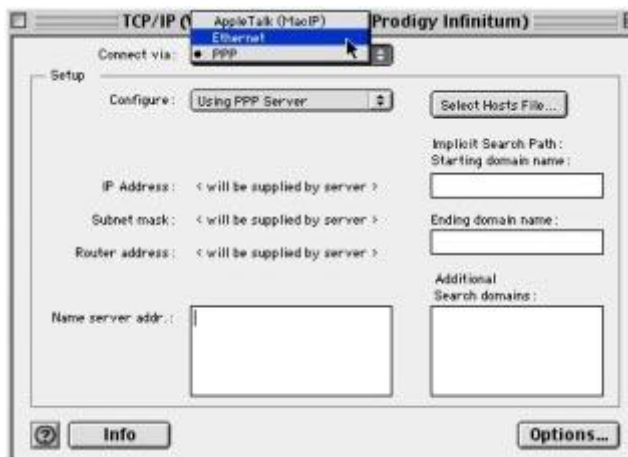 TCP/IP ( Prodigy Infinitum)
AppleTalk (MacIP)
Ethernet
Connect via:
• PPP
Setup
Configure:
Using PPP Server
Select Hosts File...
Implicit Search Path:
Starting domain name:
IP Address:
< will be supplied by server >
Subnet mask:
< will be supplied by server >
Ending domain name:
Router address:
< will be supplied by server >
Additional
Search domains:
Name server addr.:
?
Info
Options...